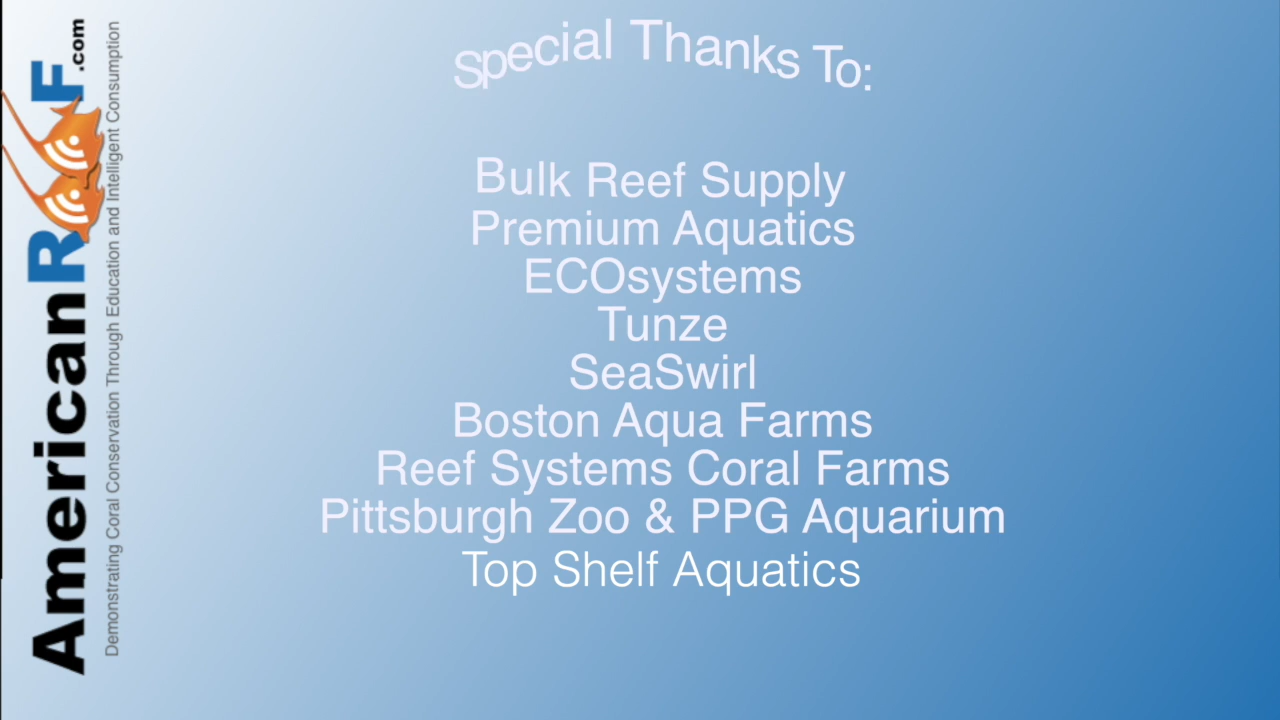 AmericanReeF.com
Demonstrating Coral Conservation Through Education and Intelligent Consumption
Special Thanks To:
Bulk Reef Supply
Premium Aquatics
ECOsystems
Tunze
SeaSwirl
Boston Aqua Farms
Reef Systems Coral Farms
Pittsburgh Zoo & PPG Aquarium
Top Shelf Aquatics